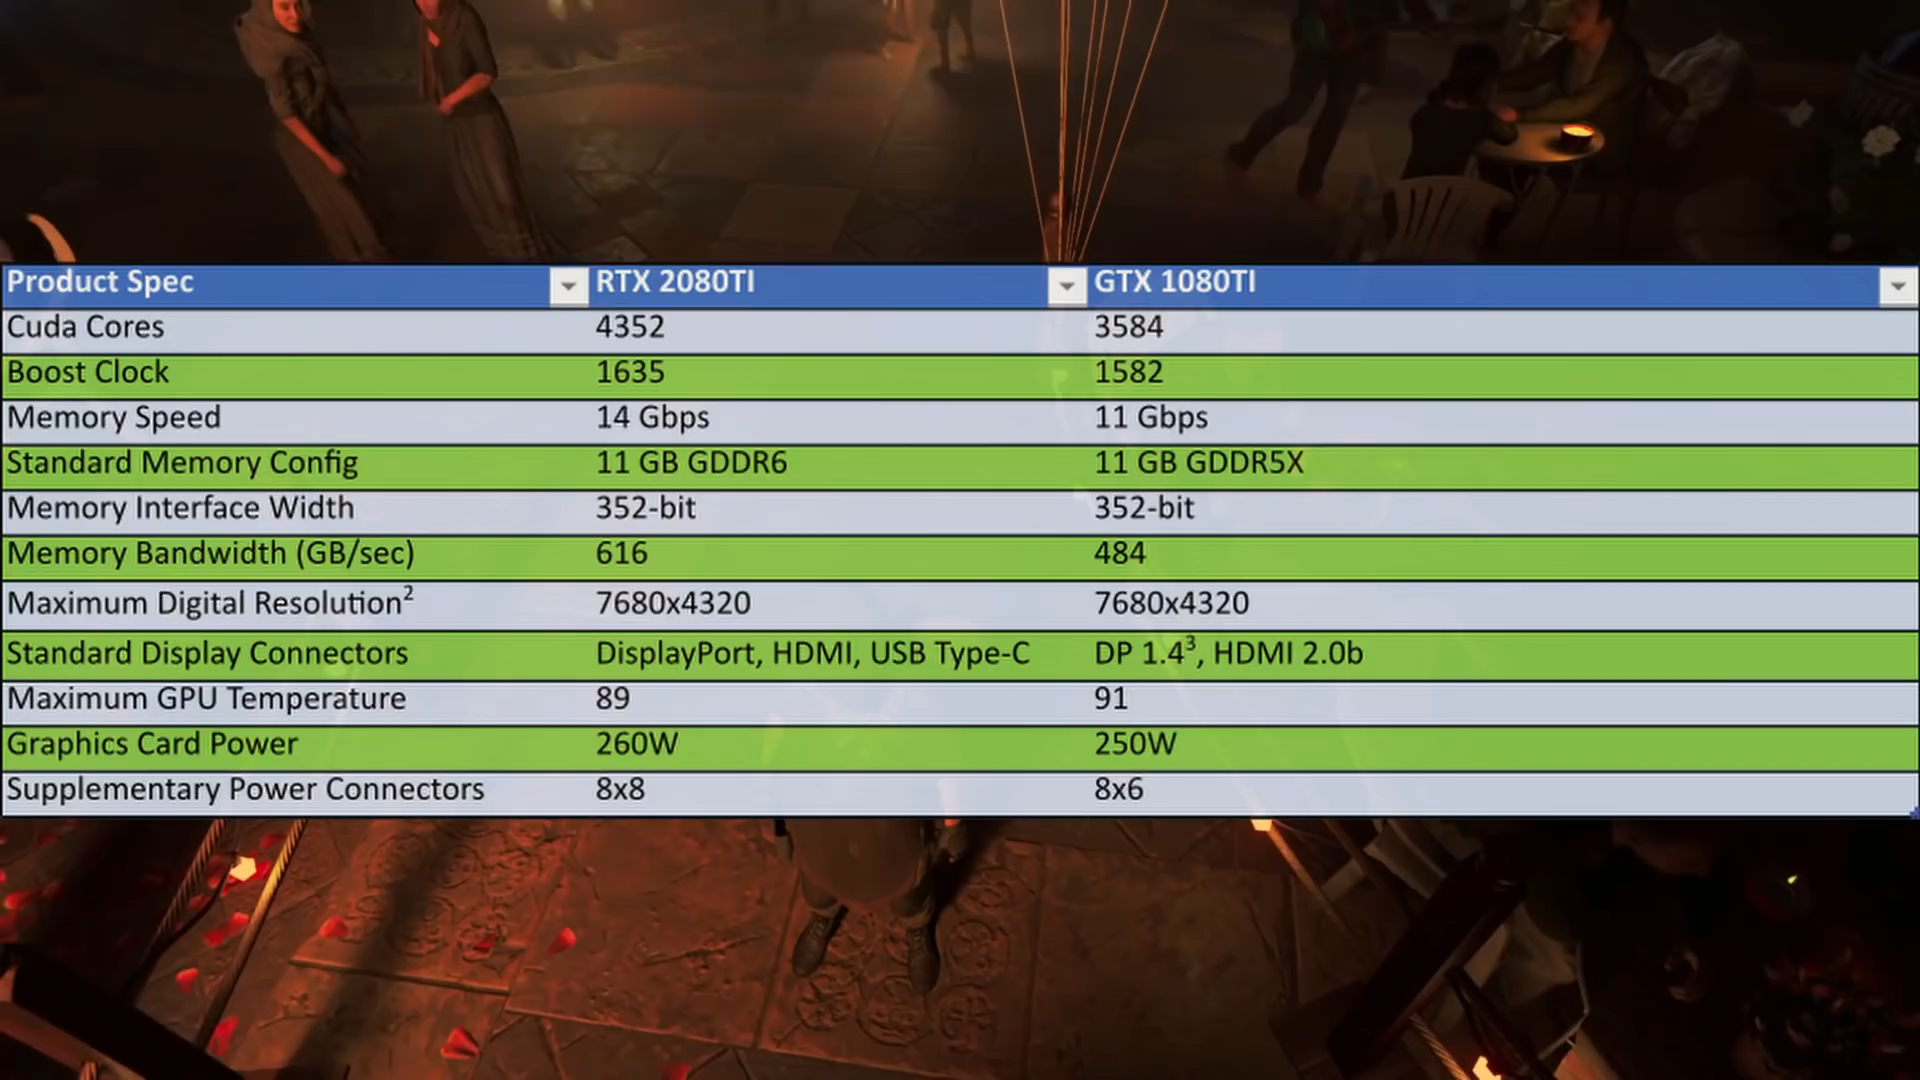 Product Spec RTX 2080TI GTX 1080TI
Cuda Cores 4352 3584
Boost Clock 1635 1582
Memory Speed 14 Gbps 11 Gbps
Standard Memory Config 11 GB GDDR6 11 GB GDDR5X
Memory Interface Width 352-bit 352-bit
Memory Bandwidth (GB/sec) 616 484
Maximum Digital Resolution² 7680x4320 7680x4320
Standard Display Connectors DisplayPort, HDMI, USB Type-C DP 1.4³, HDMI 2.0b
Maximum GPU Temperature 89 91
Graphics Card Power 260W 250W
Supplementary Power Connectors 8x8 8x6